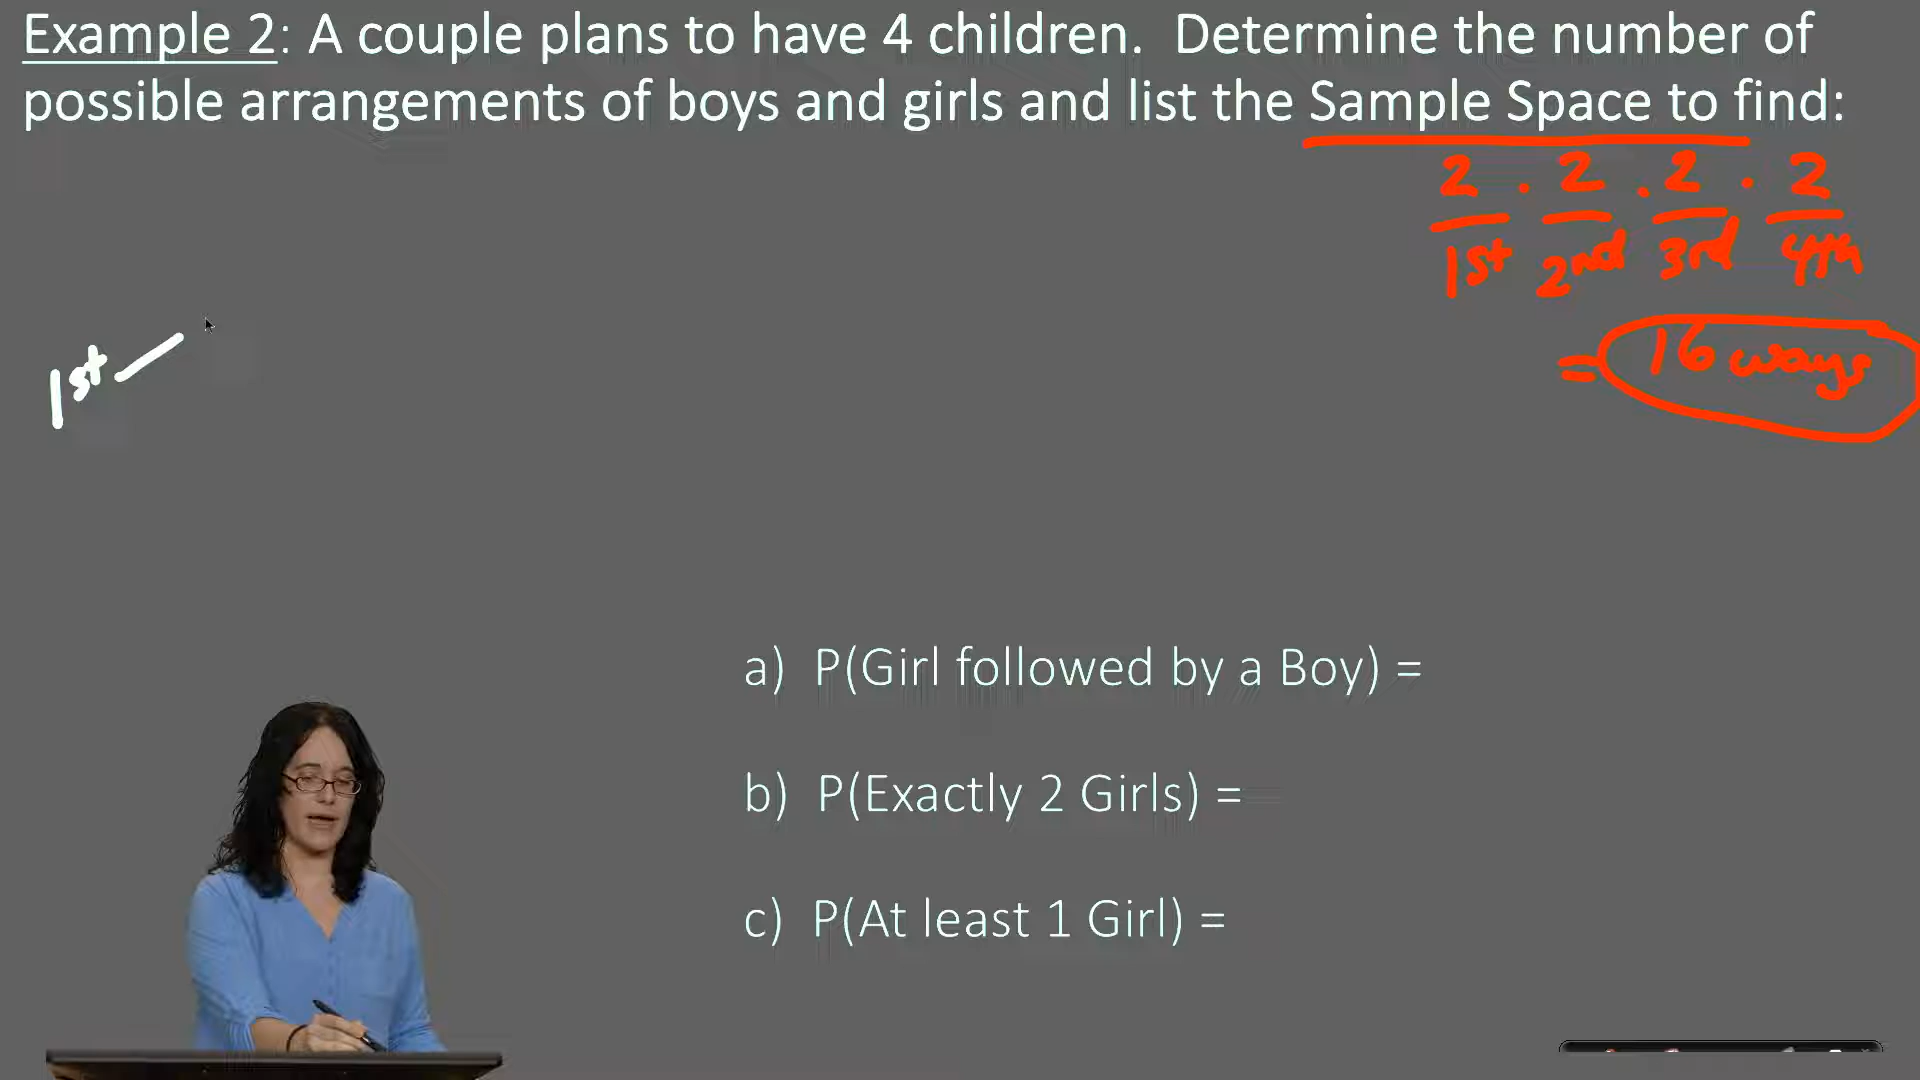 Example 2: A couple plans to have 4 children. Determine the number of
possible arrangements of boys and girls and list the Sample Space to find:
2 . 2 . 2 . 2
1st 2nd 3rd 4th
= 16 ways
1st
a) P(Girl followed by a Boy) =
b) P(Exactly 2 Girls) =
c) P(At least 1 Girl) =